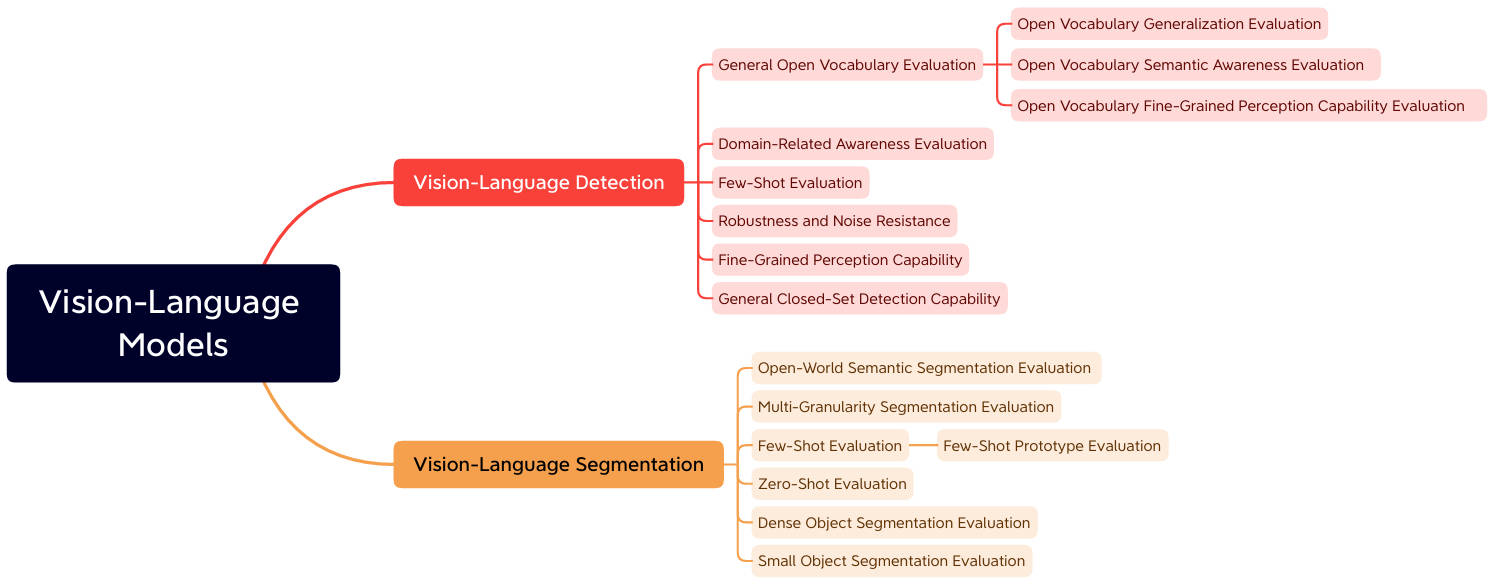 Vision-Language
Models
Vision-Language Detection
General Open Vocabulary Evaluation
Open Vocabulary Generalization Evaluation
Open Vocabulary Semantic Awareness Evaluation
Open Vocabulary Fine-Grained Perception Capability Evaluation
Domain-Related Awareness Evaluation
Few-Shot Evaluation
Robustness and Noise Resistance
Fine-Grained Perception Capability
General Closed-Set Detection Capability
Vision-Language Segmentation
Open-World Semantic Segmentation Evaluation
Multi-Granularity Segmentation Evaluation
Few-Shot Evaluation
Few-Shot Prototype Evaluation
Zero-Shot Evaluation
Dense Object Segmentation Evaluation
Small Object Segmentation Evaluation